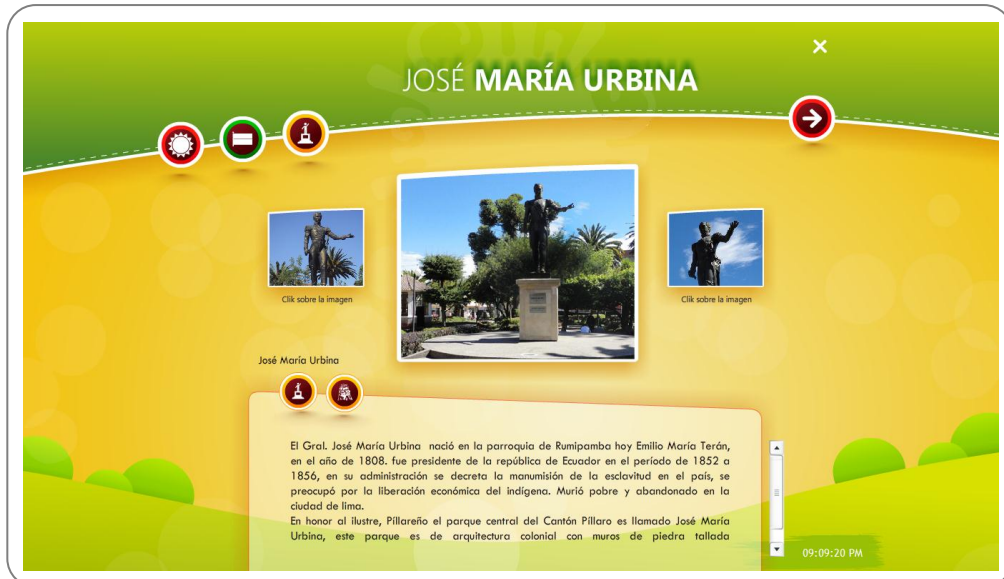 JOSÉ MARÍA URBINA
Clik sobre la imagen
Clik sobre la imagen
José María Urbina
El Gral. José María Urbina nació en la parroquia de Rumipamba hoy Emilio María Terán,
en el año de 1808. fue presidente de la república de Ecuador en el período de 1852 a
1856, en su administración se decreta la manumisión de la esclavitud en el país, se
preocupó por la liberación económica del indígena. Murió pobre y abandonado en la
ciudad de lima.
En honor al ilustre, Píllareño el parque central del Cantón Píllaro es llamado José María
Urbina, este parque es de arquitectura colonial con muros de piedra tallada
09:09:20 PM